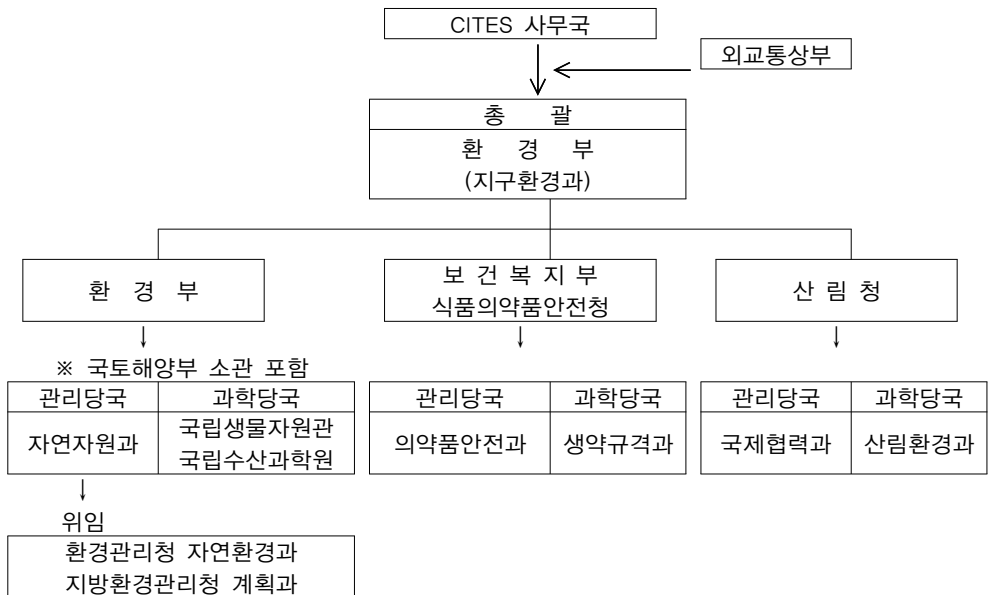 CITES 사무국
외교통상부
총 괄
환 경 부
(지구환경과)
환 경 부
보 건 복 지 부
식품의약품안전청
산 림 청
※ 국토해양부 소관 포함
관리당국 과학당국
자연자원과 국립생물자원관
국립수산과학원
관리당국 과학당국
의약품안전과 생약규격과
관리당국 과학당국
국제협력과 산림환경과
위임
환경관리청 자연환경과
지방환경관리청 계획과